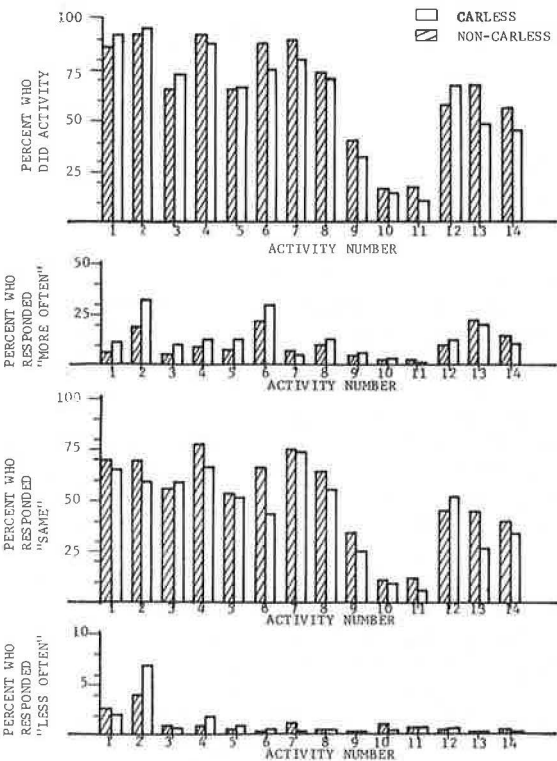 CARLESS
NON-CARLESS
PERCENT WHO
DID ACTIVITY
100
75
50
25
1 2 3 4 5 6 7 8 9 10 11 12 13 14
ACTIVITY NUMBER
PERCENT WHO
RESPONDED
"MORE OFTEN"
50
25
1 2 3 4 5 6 7 8 9 10 11 12 13 14
ACTIVITY NUMBER
PERCENT WHO
RESPONDED
"SAME"
100
75
50
25
1 2 3 4 5 6 7 8 9 10 11 12 13 14
ACTIVITY NUMBER
PERCENT WHO
RESPONDED
"LESS OFTEN"
10
5
1 2 3 4 5 6 7 8 9 10 11 12 13 14
ACTIVITY NUMBER